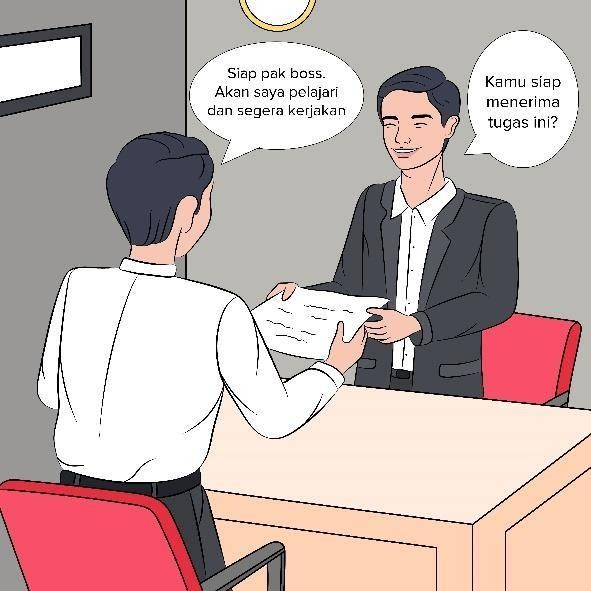 Kamu siap
menerima
tugas ini?
Siap pak boss.
Akan saya pelajari
dan segera kerjakan